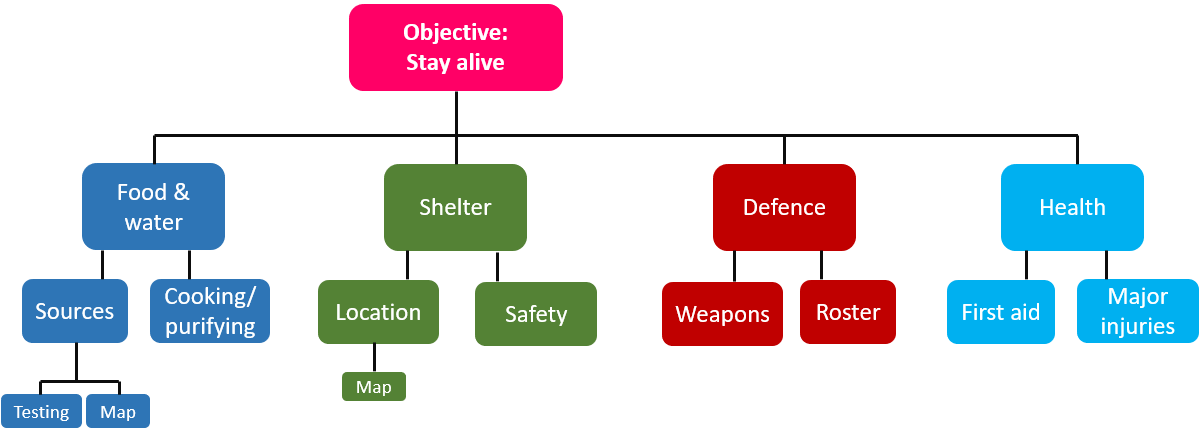 Objective:
Stay alive
Food &
water
Shelter
Defence
Health
Sources
Cooking/
purifying
Location
Safety
Weapons
Roster
First aid
Major
injuries
Testing
Map
Map